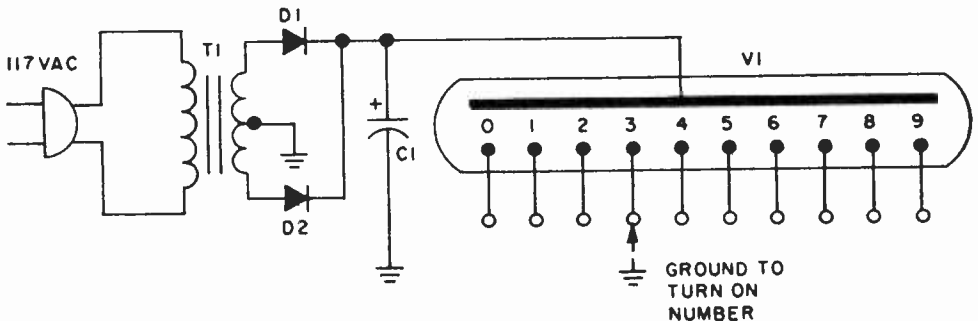 117VAC
T1
D1
D2
+
C1
V1
0 1 2 3 4 5 6 7 8 9
GROUND TO
TURN ON
NUMBER